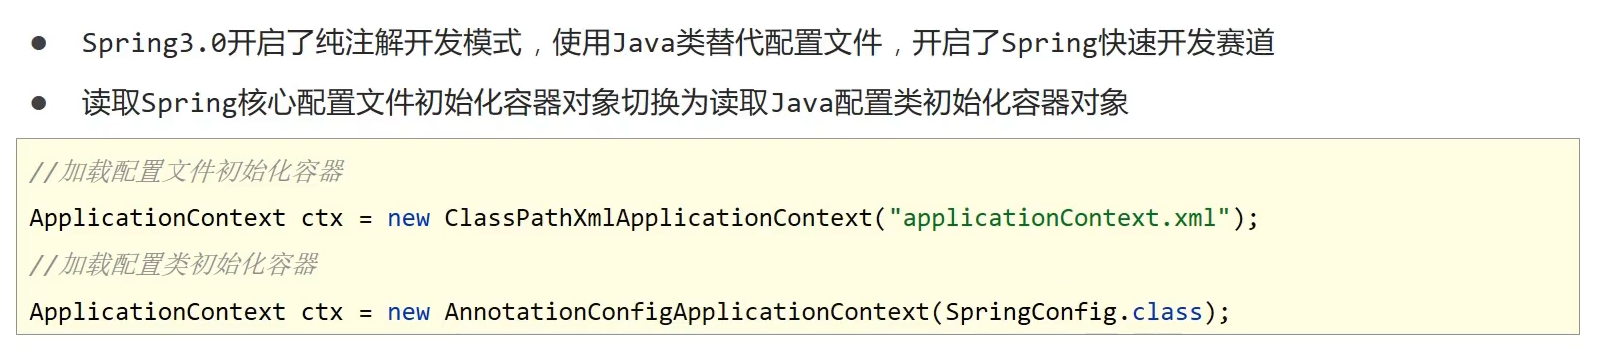 ● Spring3.0开启了纯注解开发模式，使用Java类替代配置文件，开启了Spring快速开发赛道
● 读取Spring核心配置文件初始化容器对象切换为读取Java配置类初始化容器对象
//加载配置文件初始化容器
ApplicationContext ctx = new ClassPathXmlApplicationContext("applicationContext.xml");
//加载配置类初始化容器
ApplicationContext ctx = new AnnotationConfigApplicationContext(SpringConfig.class);